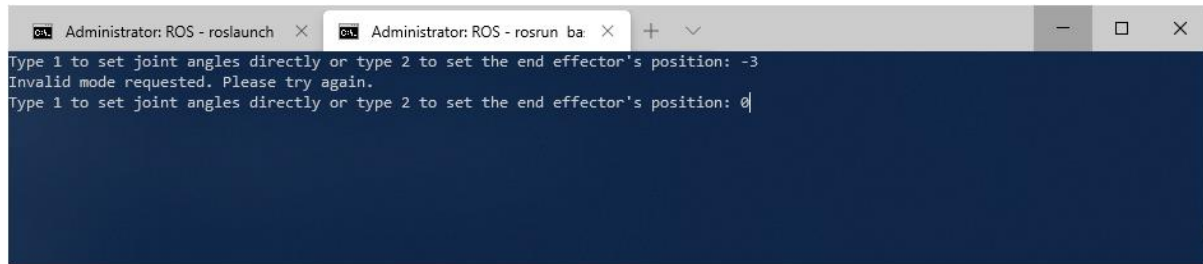 Administrator: ROS - roslaunch
Administrator: ROS - rosrun ba
Type 1 to set joint angles directly or type 2 to set the end effector's position: -3
Invalid mode requested. Please try again.
Type 1 to set joint angles directly or type 2 to set the end effector's position: 0